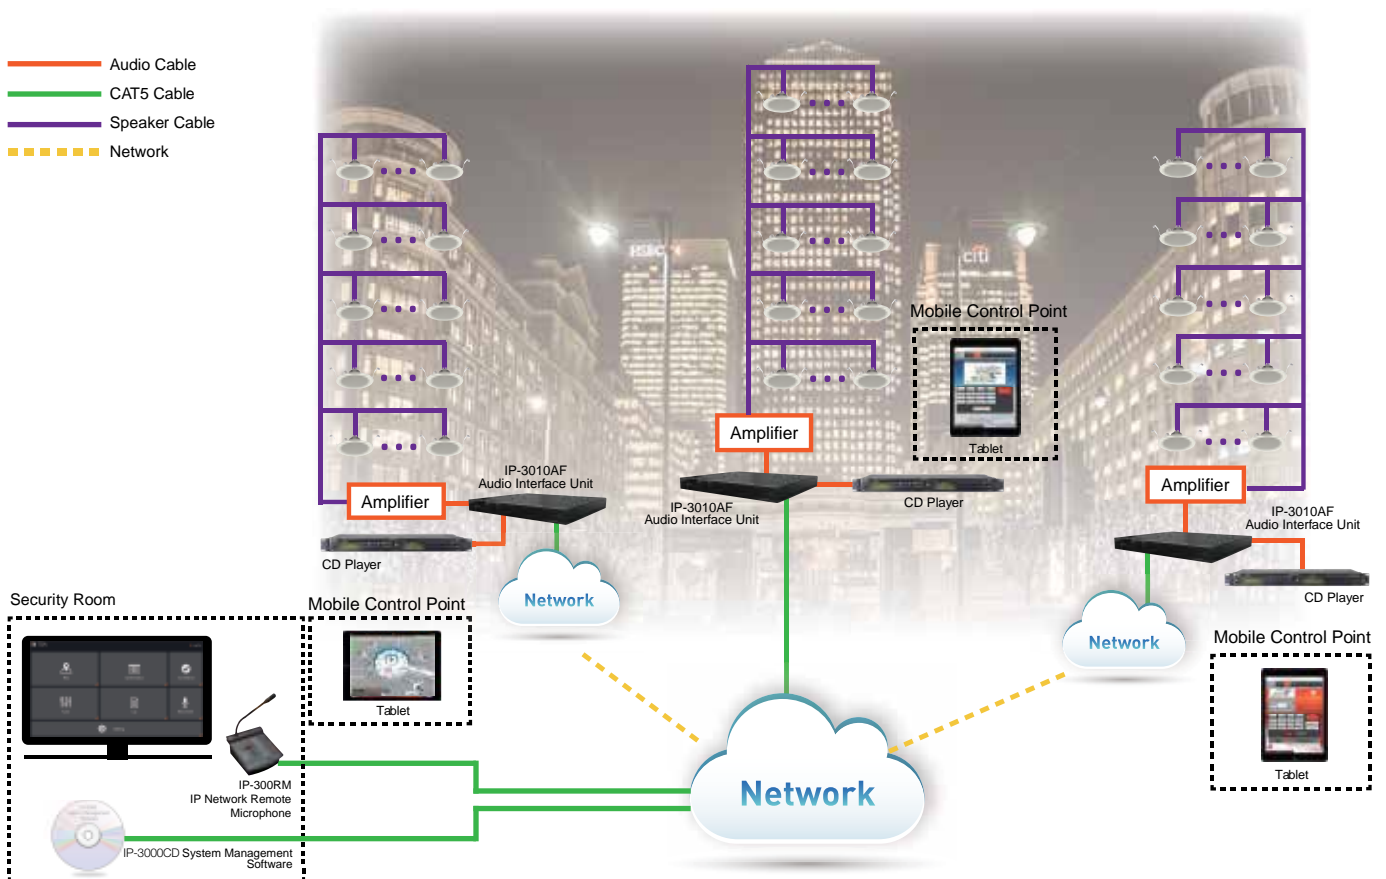 Audio Cable
CAT5 Cable
Speaker Cable
Network
HSBC
citi
Mobile Control Point
Tablet
Amplifier
IP-3010AF
Audio Interface Unit
CD Player
IP-3010AF
Audio Interface Unit
Amplifier
CD Player
Amplifier
IP-3010AF
Audio Interface Unit
CD Player
Network
Network
Security Room
Mobile Control Point
Tablet
Mobile Control Point
Tablet
IP-300RM
IP Network Remote
Microphone
IP-3000CD System Management
Software
Network